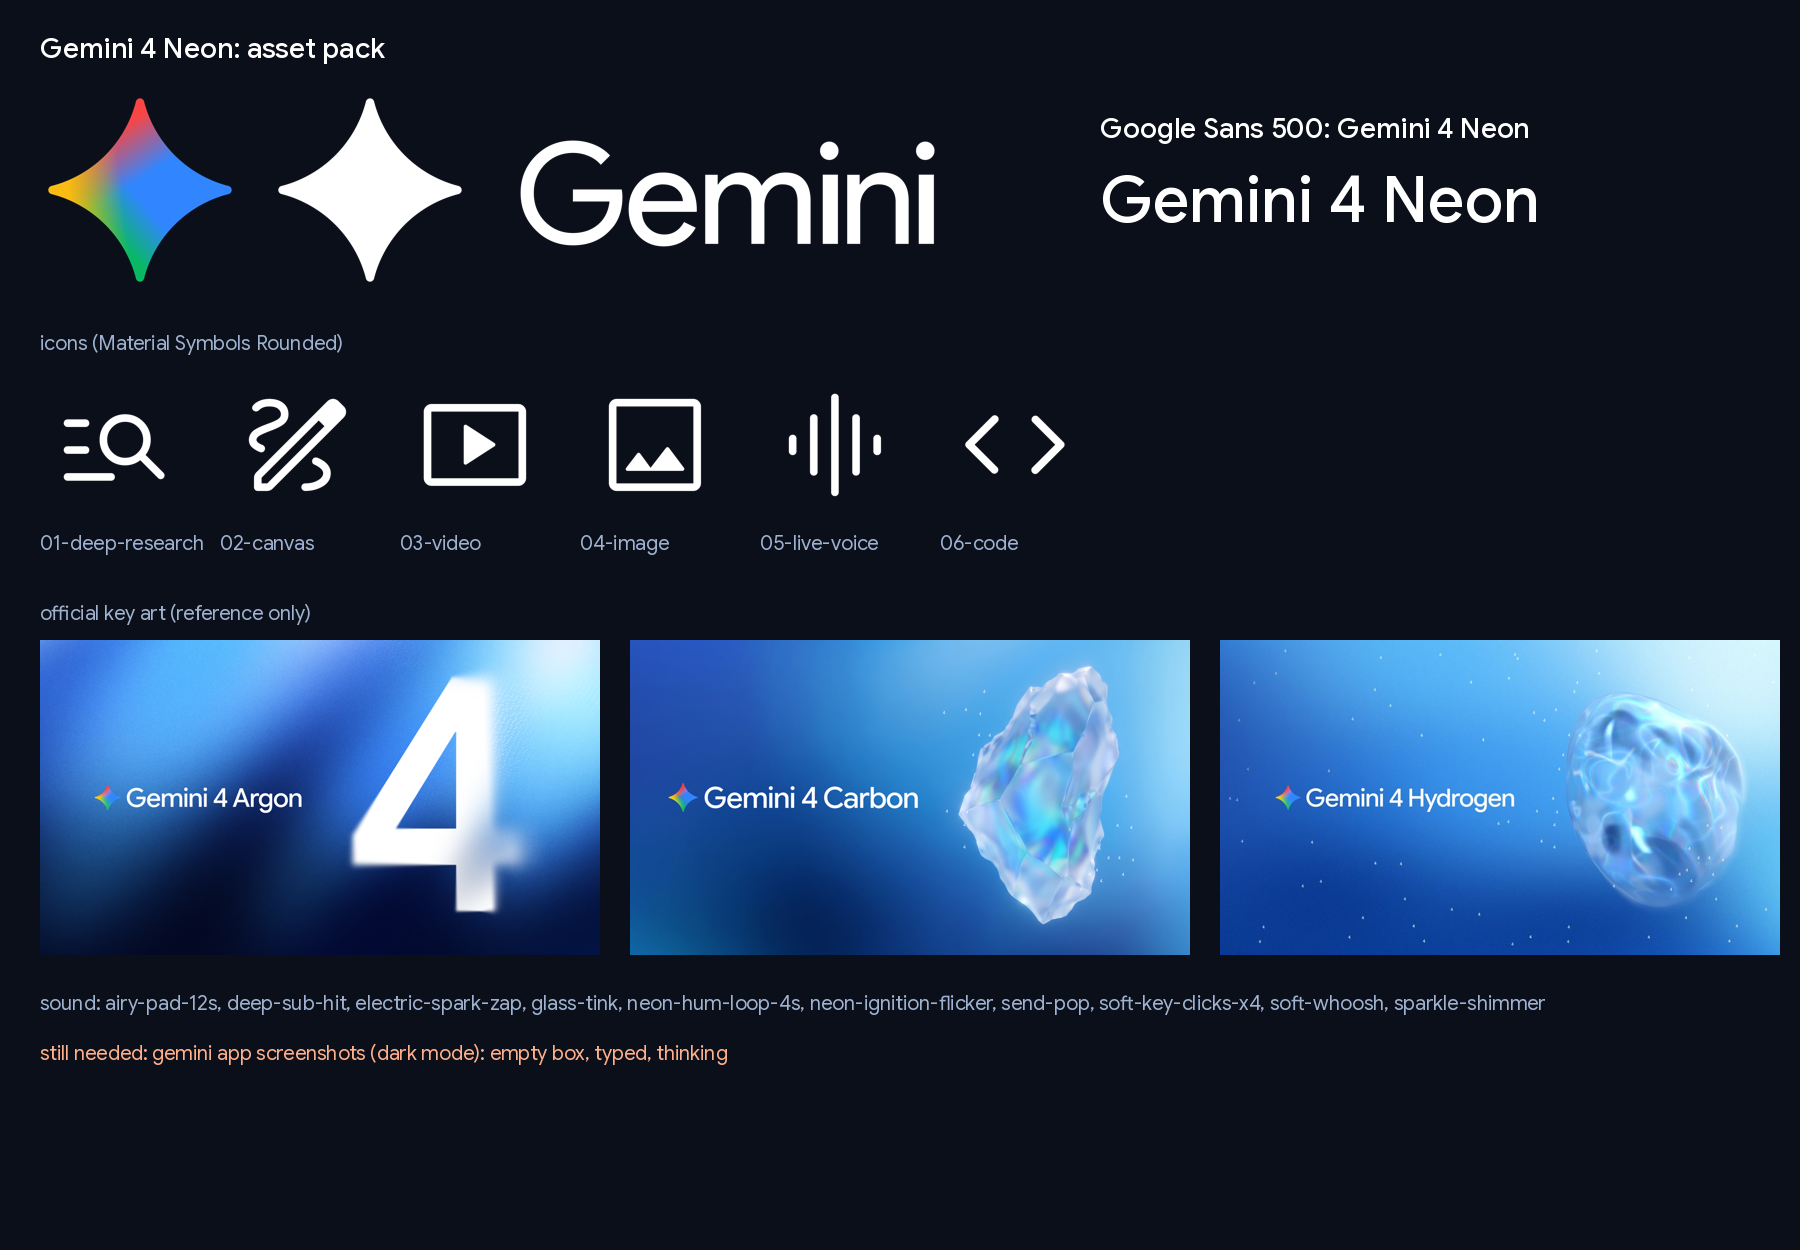 Gemini 4 Neon: asset pack
Gemini
Google Sans 500: Gemini 4 Neon
Gemini 4 Neon
icons (Material Symbols Rounded)
01-deep-research
02-canvas
03-video
04-image
05-live-voice
06-code
official key art (reference only)
Gemini 4 Argon
4
Gemini 4 Carbon
Gemini 4 Hydrogen
sound: airy-pad-12s, deep-sub-hit, electric-spark-zap, glass-tink, neon-hum-loop-4s, neon-ignition-flicker, send-pop, soft-key-clicks-x4, soft-whoosh, sparkle-shimmer
still needed: gemini app screenshots (dark mode): empty box, typed, thinking